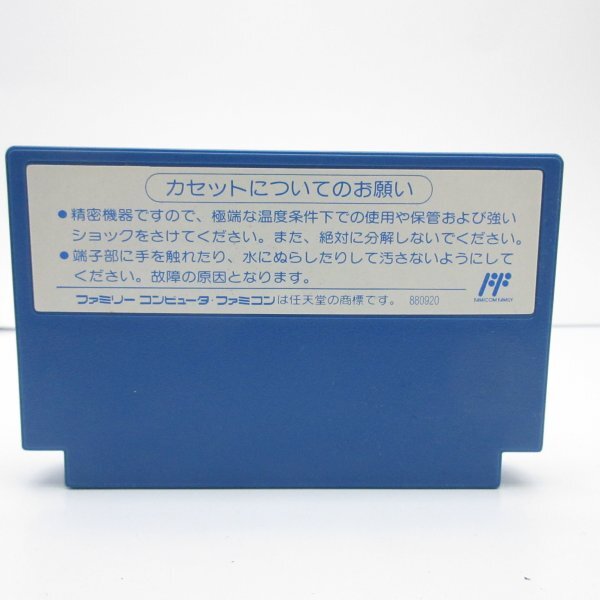 カセットについてのお願い
●精密機器ですので、極端な温度条件下での使用や保管および強い
ショックをさけてください。また、絶対に分解しないでください。
●端子部に手を触れたり、水にぬらしたりして汚さないようにして
ください。故障の原因となります。
ファミリー コンピュータ・ファミコンは任天堂の商標です。 880920
FAMICOM FAMILY